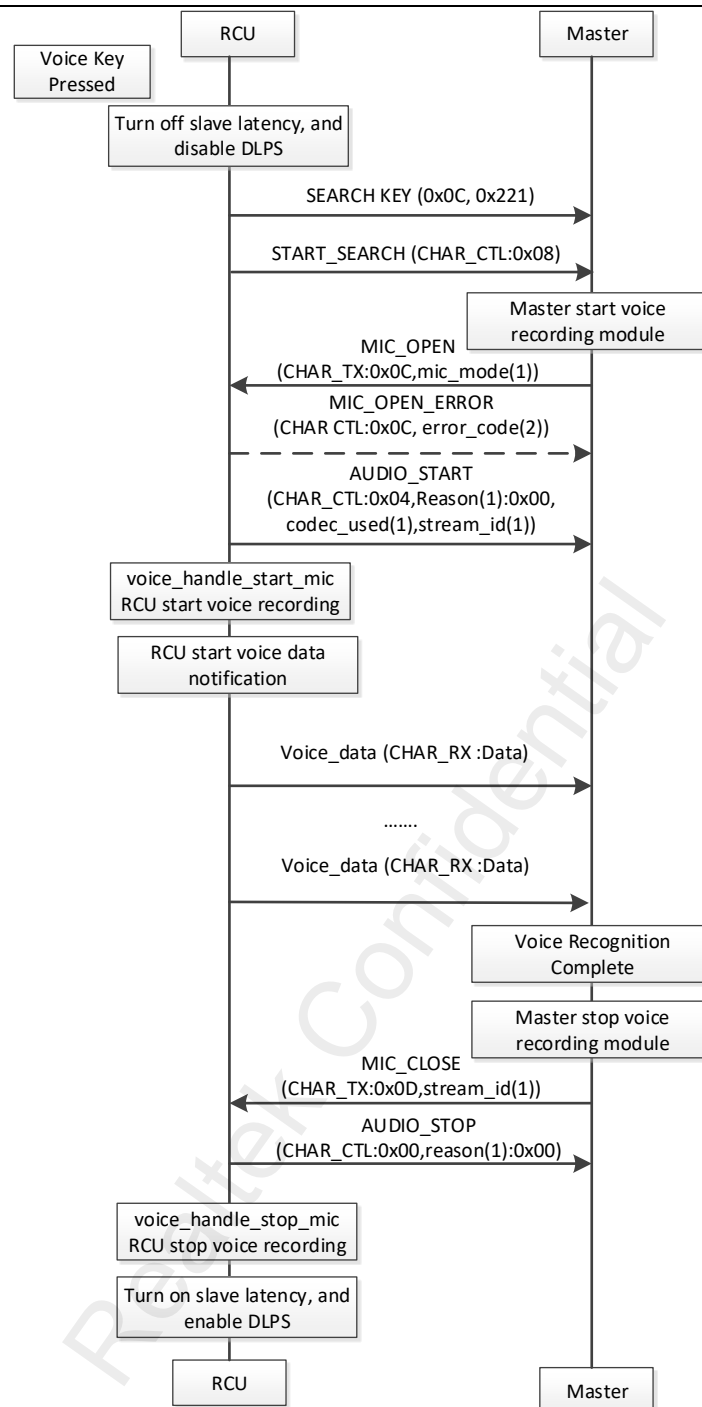 RCU
Master
Voice Key
Pressed
Turn off slave latency, and
disable DLPS
SEARCH KEY (0x0C, 0x221)
START_SEARCH (CHAR_CTL:0x08)
Master start voice
recording module
MIC_OPEN
(CHAR_TX:0x0C,mic_mode(1))
MIC_OPEN_ERROR
(CHAR CTL:0x0C, error_code(2))
AUDIO_START
(CHAR_CTL:0x04,Reason(1):0x00,
codec_used(1),stream_id(1))
voice_handle_start_mic
RCU start voice recording
RCU start voice data
notification
Voice_data (CHAR_RX :Data)
.......
Voice_data (CHAR_RX :Data)
Voice Recognition
Complete
Master stop voice
recording module
MIC_CLOSE
(CHAR_TX:0x0D,stream_id(1))
AUDIO_STOP
(CHAR_CTL:0x00,reason(1):0x00)
voice_handle_stop_mic
RCU stop voice recording
Turn on slave latency, and
enable DLPS
RCU
Master
Realtek Confidential